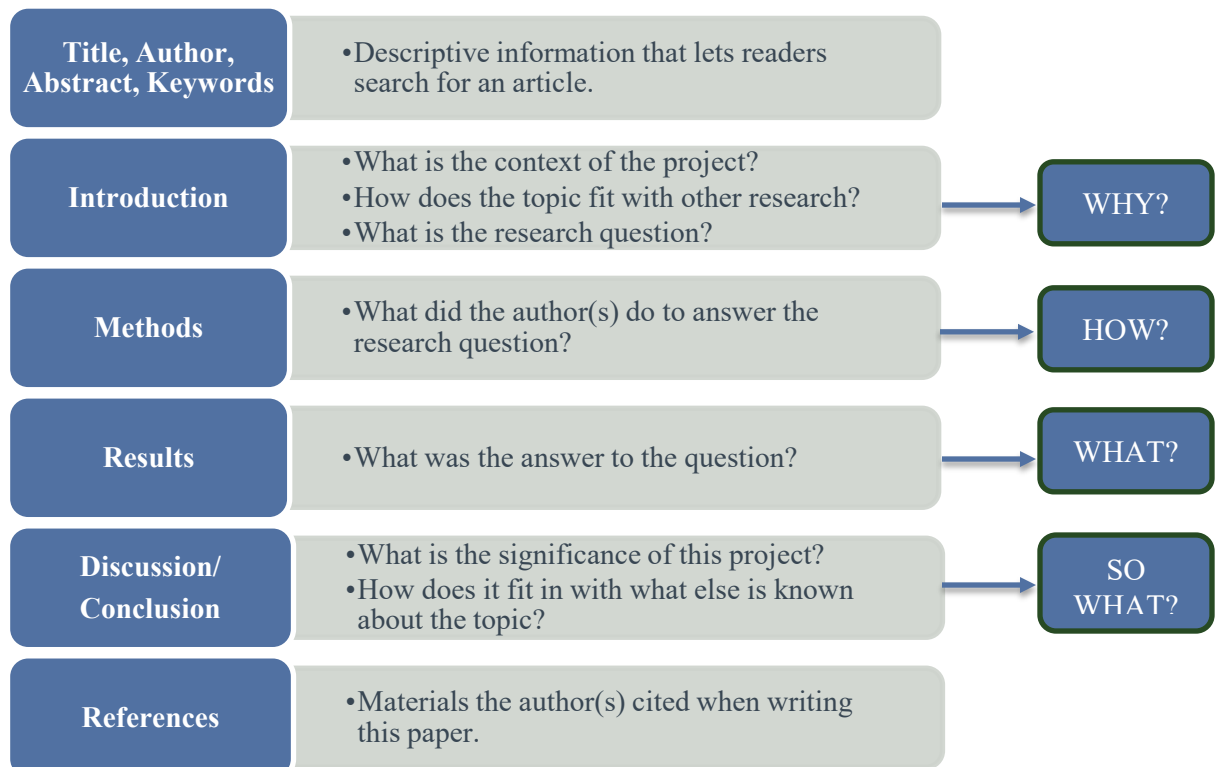 Title, Author,
Abstract, Keywords
•Descriptive information that lets readers
search for an article.
Introduction
•What is the context of the project?
•How does the topic fit with other research?
•What is the research question?
WHY?
Methods
•What did the author(s) do to answer the
research question?
HOW?
Results
•What was the answer to the question?
WHAT?
Discussion/
Conclusion
•What is the significance of this project?
•How does it fit in with what else is known
about the topic?
SO
WHAT?
References
•Materials the author(s) cited when writing
this paper.